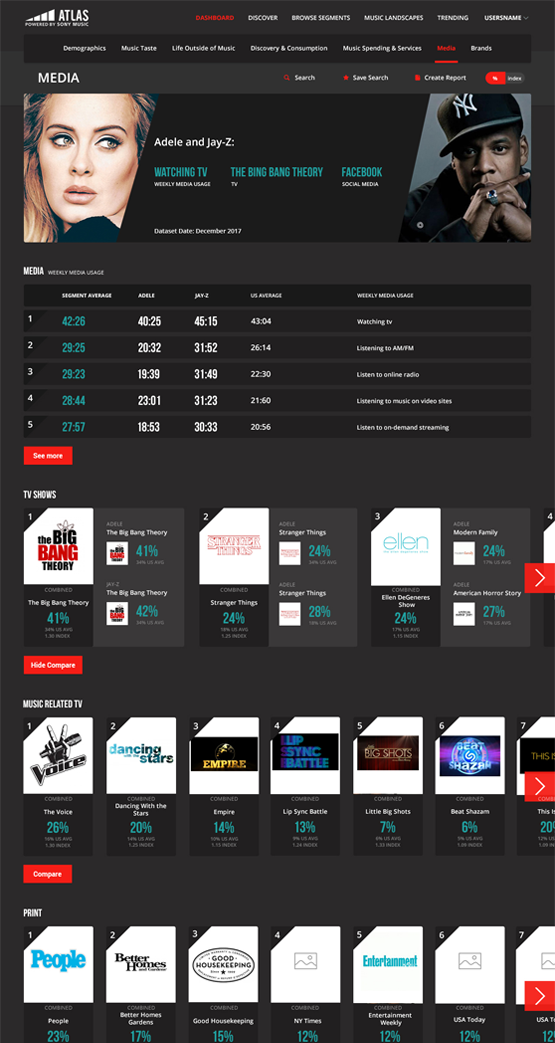 ATLAS
POWERED BY SONY MUSIC
DASHBOARD DISCOVER BROWSE SEGMENTS MUSIC LANDSCAPES TRENDING USERSNAME
Demographics Music Taste Life Outside of Music Discovery & Consumption Music Spending & Services Media Brands
MEDIA Search Save Search Create Report % Index
Adele and Jay-Z:
WATCHING TV THE BING BANG THEORY FACEBOOK
WEEKLY MEDIA USAGE TV SOCIAL MEDIA
Dataset Date: December 2017
MEDIA WEEKLY MEDIA USAGE
SEGMENT AVERAGE ADELE JAY-Z US AVERAGE WEEKLY MEDIA USAGE
1 42:26 40:25 45:15 43:04 Watching tv
2 29:25 20:32 31:52 26:14 Listening to AM/FM
3 29:23 19:39 31:49 22:30 Listen to online radio
4 28:44 23:01 31:23 21:60 Listening to music on video sites
5 27:57 18:53 30:33 20:56 Listen to on-demand streaming
See more
TV SHOWS
1 2 3 4
the BIG BANG THEORY
STRANGER THINGS
ellen
ADELE ADELE ADELE
The Big Bang Theory Stranger Things Modern Family
41% 24% 24%
34% US AVG 16% US AVG 17% US AVG
JAY-Z ADELE ADELE
The Big Bang Theory Stranger Things American Horror Story
42% 28% 27%
34% US AVG 16% US AVG 11% US AVG
COMBINED COMBINED COMBINED
The Big Bang Theory Stranger Things Ellen DeGeneres Show
41% 24% 24%
34% US AVG 16% US AVG 17% US AVG
1.30 INDEX 1.25 INDEX 1.15 INDEX
Hide Compare
MUSIC RELATED TV
1 2 3 4 5 6 7
the Voice
dancing with the stars
EMPIRE
LIP SYNC BATTLE
BIG SHOTS
BEAT SHAZAM
THIS IS
COMBINED COMBINED COMBINED COMBINED COMBINED COMBINED
The Voice Dancing With the Stars Empire Lip Sync Battle Little Big Shots Beat Shazam This Is
26% 20% 14% 13% 7% 6% 20%
16% US AVG 14% US AVG 10% US AVG 9% US AVG 6% US AVG 5% US AVG
1.30 INDEX 1.25 INDEX 1.15 INDEX 1.24 INDEX 1.33 INDEX 1.09 INDEX
Compare
PRINT
1 2 3 4 5 6 7
People
Better Homes and Gardens
GOOD HOUSEKEEPING
Entertainment
COMBINED COMBINED COMBINED COMBINED COMBINED COMBINED
People Better Homes Gardens Good Housekeeping NY Times Entertainment Weekly USA Today
23% 17% 15% 12% 12% 12% 12%